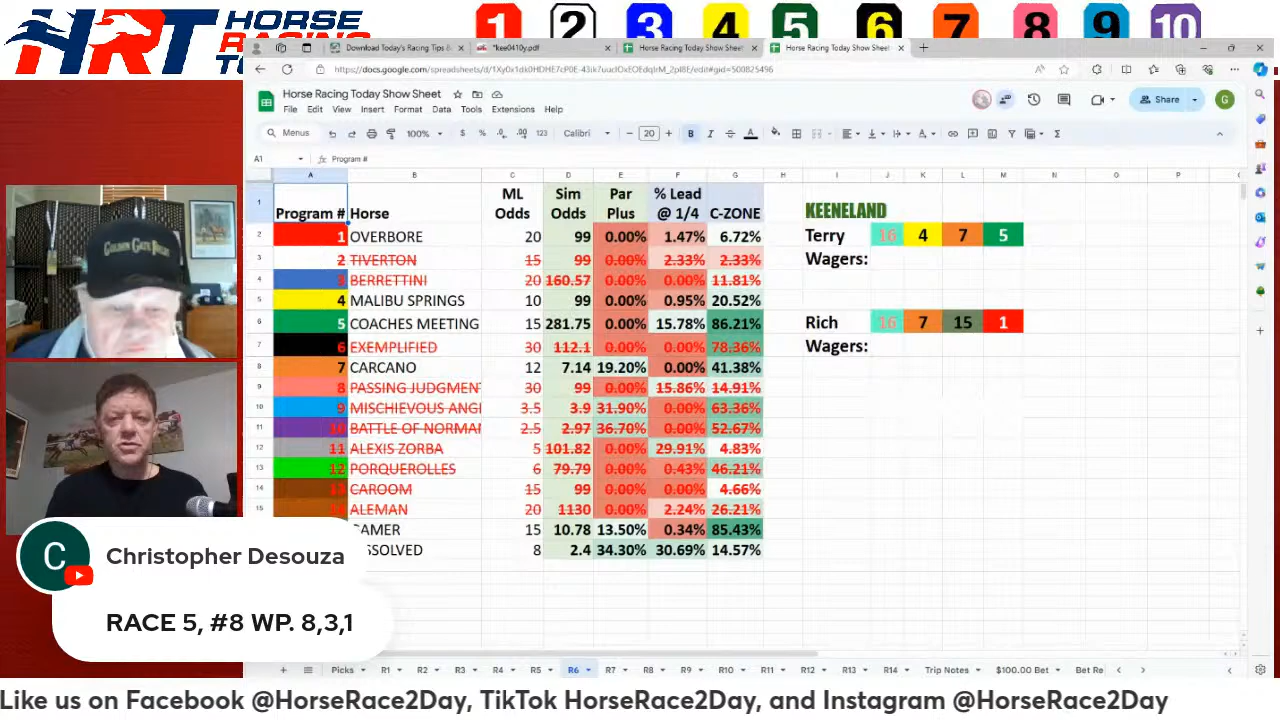 HRT HORSE
RACING
1 2 3 4 5 6 7 8 9 10
Download Today's Racing Tips &
*kee0410y.pdf
Horse Racing Today Show Sheet
Horse Racing Today Show Sheet
Horse Racing Today Show Sheet
Share
G
File Edit View Insert Format Data Tools Extensions Help
Menus 100% $ % .0 .00 123 Calibri 20 B I A
A1 fx Program #
A B C D E F G H I J K L M N O P Q
Program # Horse ML Odds Sim Odds Par Plus % Lead @ 1/4 C-ZONE
1 OVERBORE 20 99 0.00% 1.47% 6.72%
2 TIVERTON 15 99 0.00% 2.33% 2.33%
3 BERRETTINI 20 160.57 0.00% 0.00% 11.81%
4 MALIBU SPRINGS 10 99 0.00% 0.95% 20.52%
5 COACHES MEETING 15 281.75 0.00% 15.78% 86.21%
6 EXEMPLIFIED 30 112.1 0.00% 0.00% 78.36%
7 CARCANO 12 7.14 19.20% 0.00% 41.38%
8 PASSING JUDGMENT 30 99 0.00% 15.86% 14.91%
9 MISCHIEVOUS ANG 3.5 3.9 31.90% 0.00% 63.36%
10 BATTLE OF NORMAN 2.5 2.97 36.70% 0.00% 52.67%
11 ALEXIS ZORBA 5 101.82 0.00% 29.91% 4.83%
12 PORQUEROLLES 6 79.79 0.00% 0.43% 46.21%
13 CAROOM 15 99 0.00% 0.00% 4.66%
14 ALEMAN 20 1130 0.00% 2.24% 26.21%
GAMER 15 10.78 13.50% 0.34% 85.43%
SSOLVED 8 2.4 34.30% 30.69% 14.57%
KEENELAND
Terry 16 4 7 5
Wagers:
Rich 16 7 15 1
Wagers:
GOLDEN GATE FIELDS
C
Christopher Desouza
RACE 5, #8 WP. 8,3,1
Picks R1 R2 R3 R4 R5 R6 R7 R8 R9 R10 R11 R12 R13 R14 Trip Notes $100.00 Bet Bet Re
Like us on Facebook @HorseRace2Day, TikTok HorseRace2Day, and Instagram @HorseRace2Day